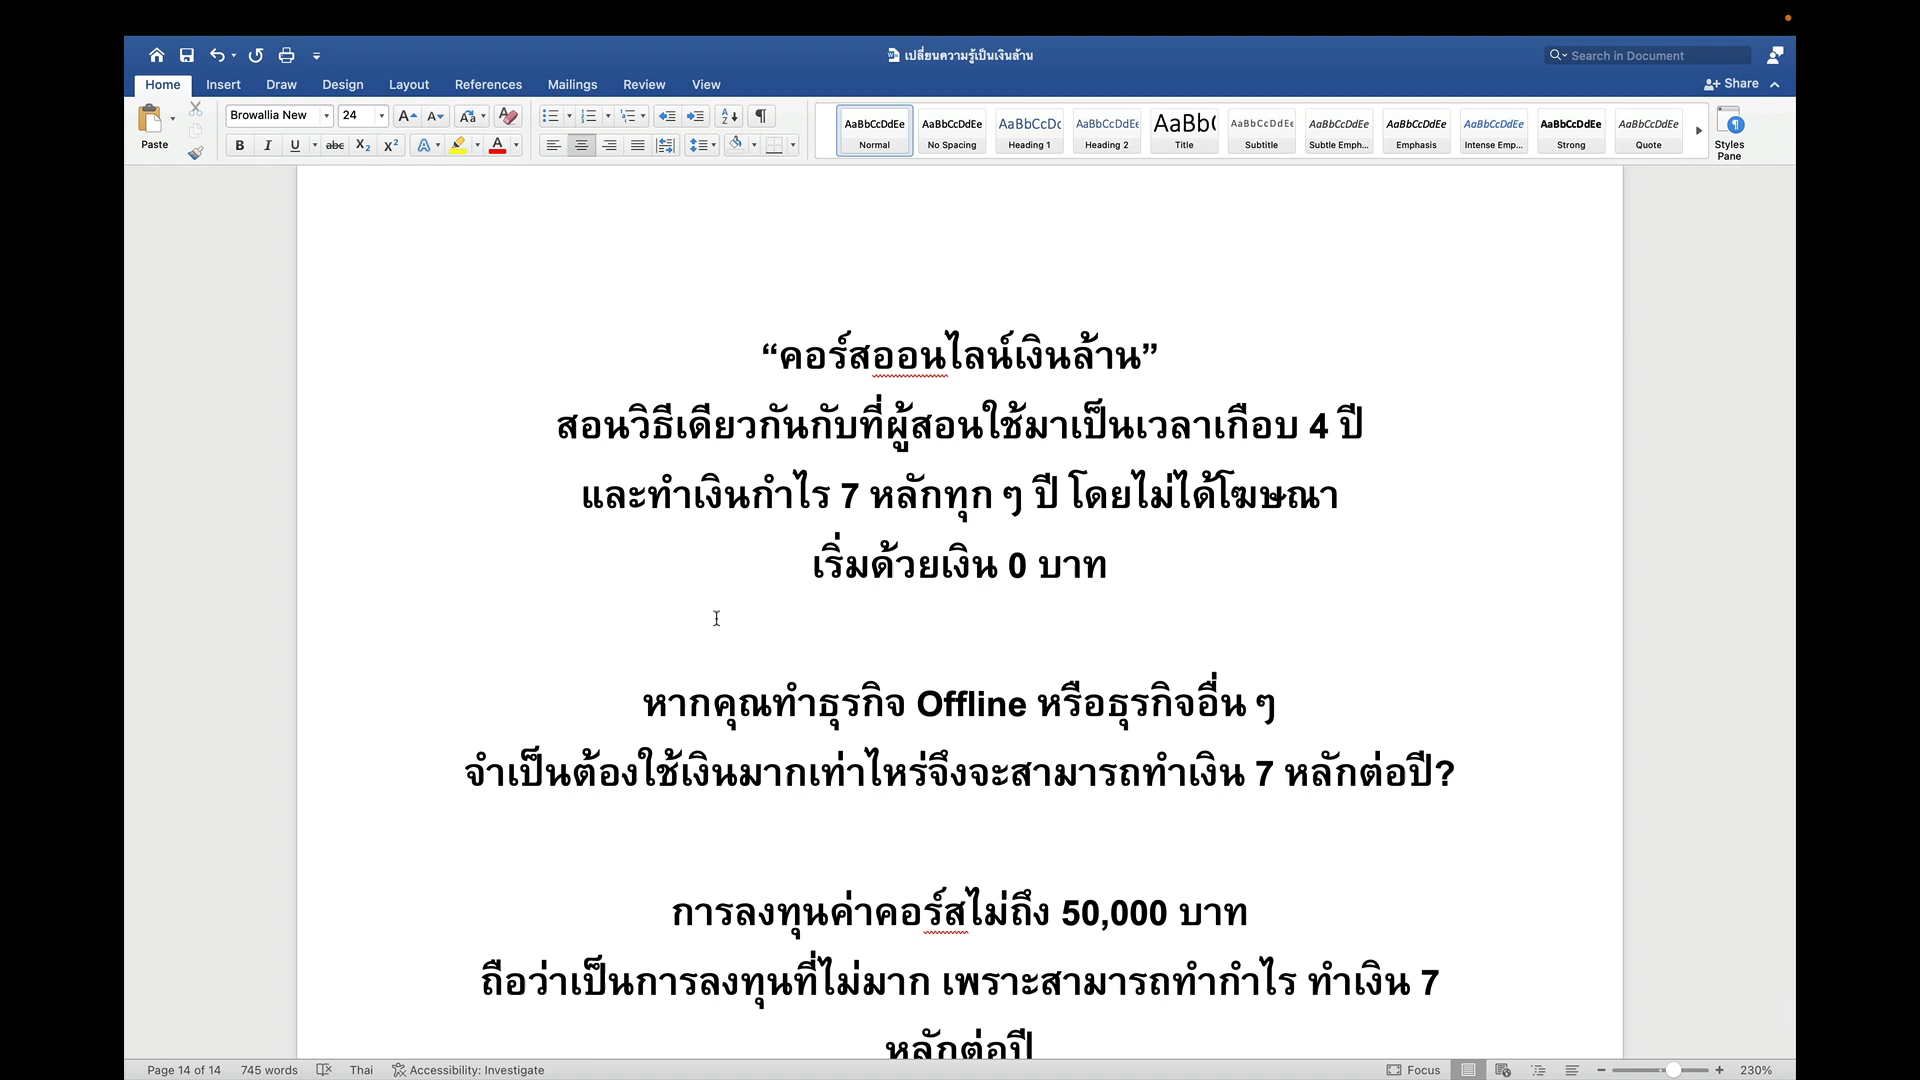 เปลี่ยนความรู้เป็นเงินล้าน
Search in Document
Home Insert Draw Design Layout References Mailings Review View
Share
Paste
Browallia New 24
AaBbCcDdEe AaBbCcDdEe AaBbCcDc AaBbCcDdEe AaBb( AaBbCcDdEe AaBbCcDdEe AaBbCcDdEe AaBbCcDdEe AaBbCcDdEe AaBbCcDdEe
Normal No Spacing Heading 1 Heading 2 Title Subtitle Subtle Emph... Emphasis Intense Emp... Strong Quote
Styles
Pane
“คอร์สออนไลน์เงินล้าน”
สอนวิธีเดียวกันกับที่ผู้สอนใช้มาเป็นเวลาเกือบ 4 ปี
และทำเงินกำไร 7 หลักทุก ๆ ปี โดยไม่ได้โฆษณา
เริ่มด้วยเงิน 0 บาท
หากคุณทำธุรกิจ Offline หรือธุรกิจอื่น ๆ
จำเป็นต้องใช้เงินมากเท่าไหร่จึงจะสามารถทำเงิน 7 หลักต่อปี?
การลงทุนค่าคอร์สไม่ถึง 50,000 บาท
ถือว่าเป็นการลงทุนที่ไม่มาก เพราะสามารถทำกำไร ทำเงิน 7
หลักต่อปี
Page 14 of 14 745 words Thai Accessibility: Investigate Focus 230%